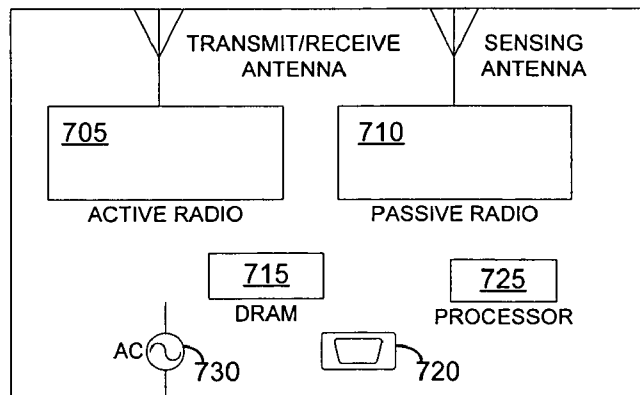 TRANSMIT/RECEIVE
ANTENNA
SENSING
ANTENNA
705
710
ACTIVE RADIO
PASSIVE RADIO
715
725
DRAM
PROCESSOR
AC
730
720